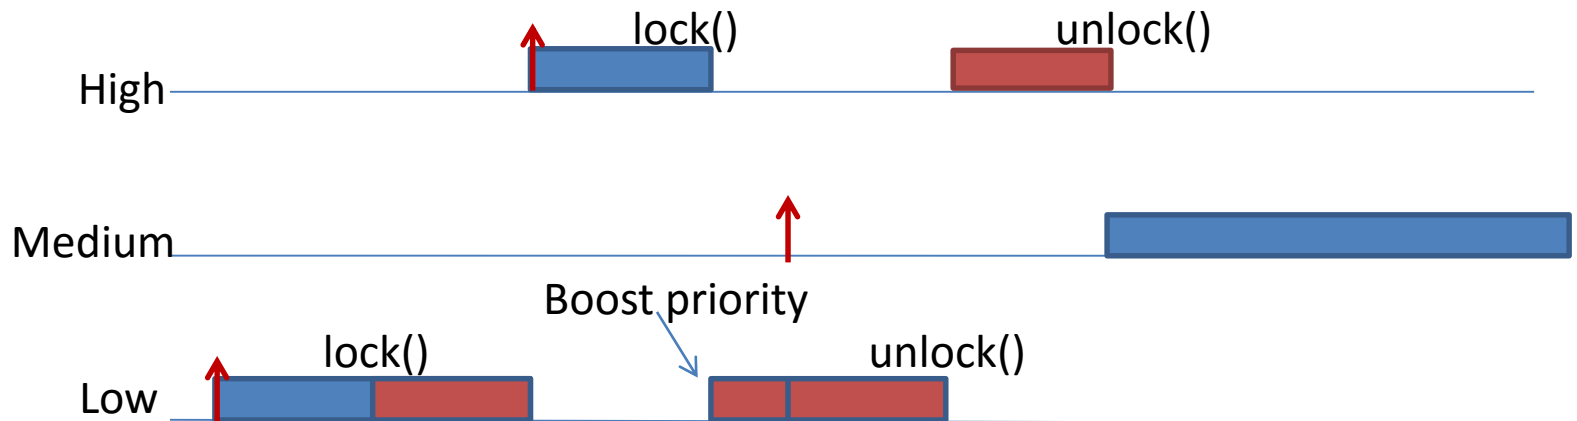 lock() unlock()
High
Medium
Boost priority
lock() unlock()
Low